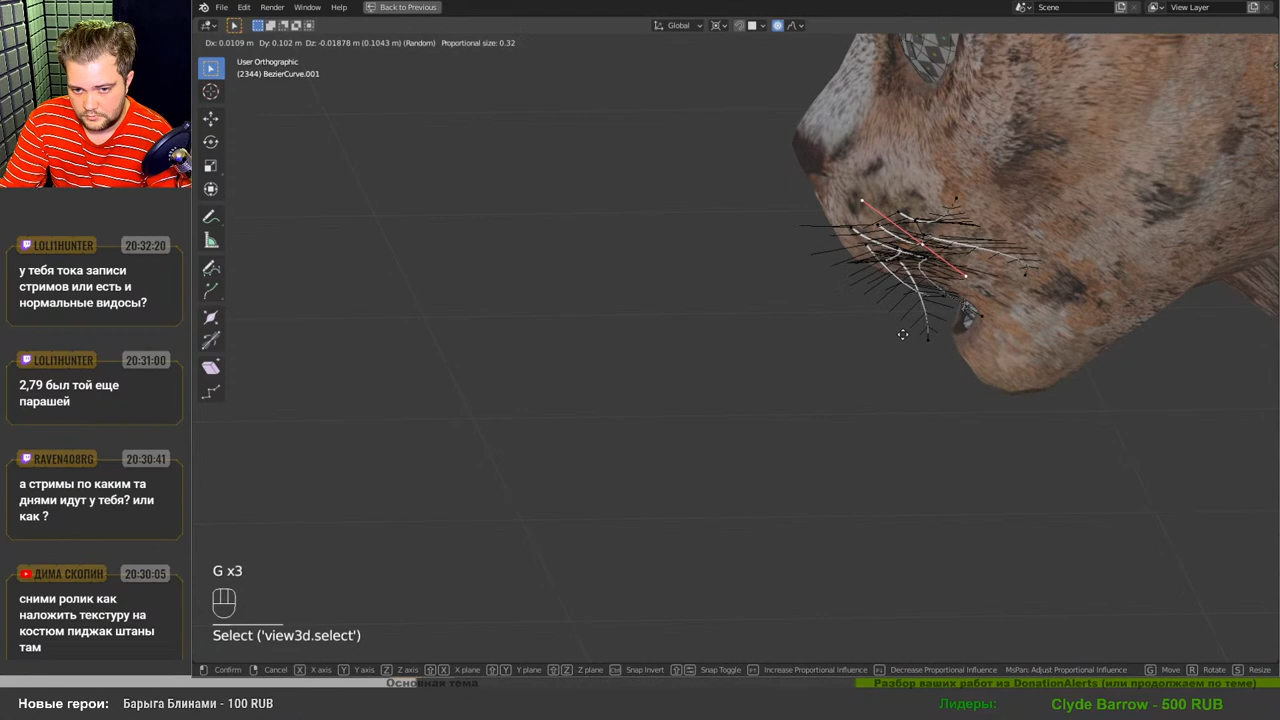 File Edit Render Window Help Back to Previous Scene View Layer
Global
Dx: 0.0109 m Dy: 0.102 m Dz: -0.01878 m (0.1043 m) (Random) Proportional size: 0.32
User Orthographic
(2344) BezierCurve.001
LOLI1HUNTER 20:32:20
у тебя тока записи
стримов или есть и
нормальные видосы?
LOLI1HUNTER 20:31:00
2,79 был той еще
парашей
RAVEN408RG 20:30:41
а стримы по каким та
днями идут у тебя? или
как ?
ДИМА СКОПИН 20:30:05
сними ролик как
наложить текстуру на
костюм пиджак штаны
там
G x3
Select ('view3d.select')
Confirm Cancel X X axis Y Y axis Z Z axis X X plane Y Y plane Z Z plane Snap Invert Snap Toggle Increase Proportional Influence Decrease Proportional Influence MsPan: Adjust Proportional Influence G Move R Rotate S Resize
Основная тема Разбор ваших работ из DonationAlerts (или продолжаем по теме)
Новые герои: Барыга Блинами - 100 RUB Лидеры: Clyde Barrow - 500 RUB